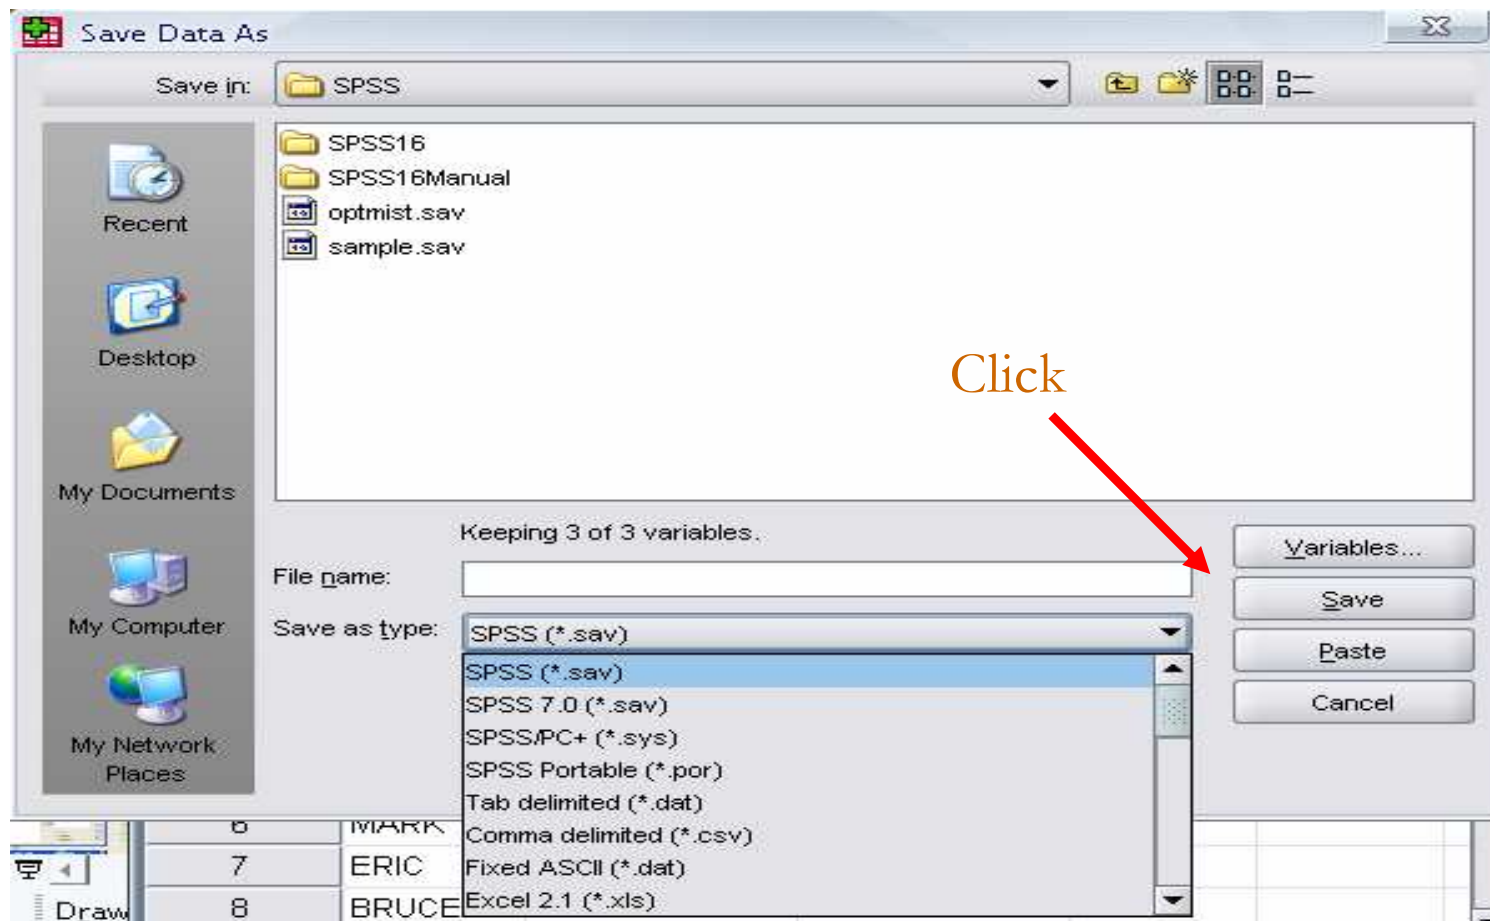 Save Data As
Save in: SPSS
SPSS16
SPSS16Manual
optmist.sav
sample.sav
Recent
Desktop
My Documents
My Computer
My Network
Places
Click
Keeping 3 of 3 variables.
File name:
Save as type: SPSS (*.sav)
SPSS (*.sav)
SPSS 7.0 (*.sav)
SPSS/PC+ (*.sys)
SPSS Portable (*.por)
Tab delimited (*.dat)
Comma delimited (*.csv)
Fixed ASCII (*.dat)
Excel 2.1 (*.xls)
Variables...
Save
Paste
Cancel
6 MARK
7 ERIC
8 BRUCE
Draw